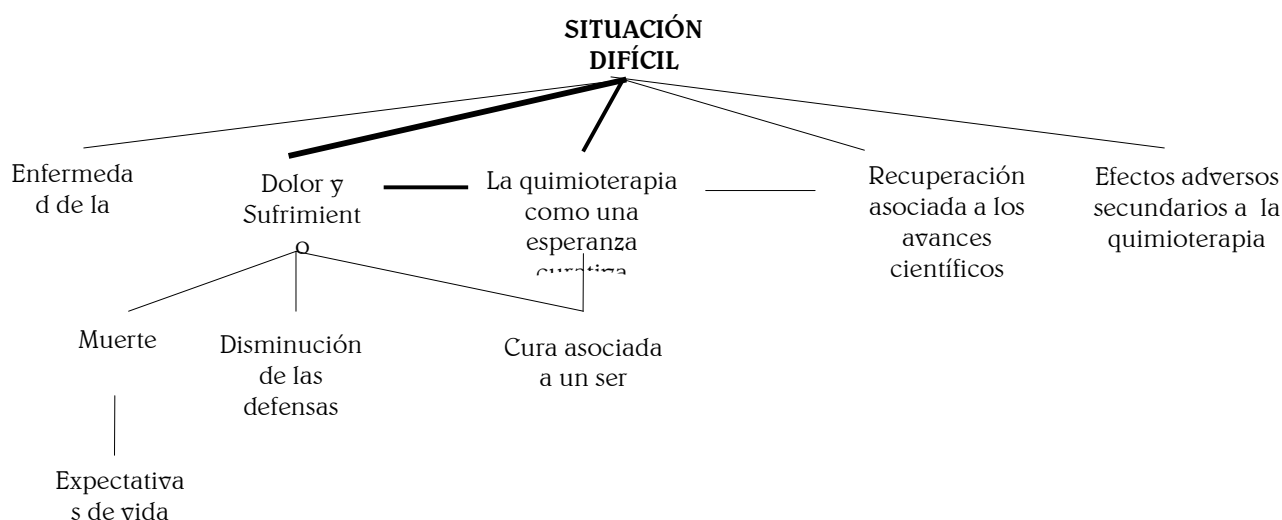 SITUACIÓN
DIFÍCIL
Enfermeda
d de la
Dolor y
Sufrimient
o
La quimioterapia
como una
esperanza
curativa
Recuperación
asociada a los
avances
científicos
Efectos adversos
secundarios a la
quimioterapia
Muerte
Disminución
de las
defensas
Cura asociada
a un ser
Expectativa
s de vida